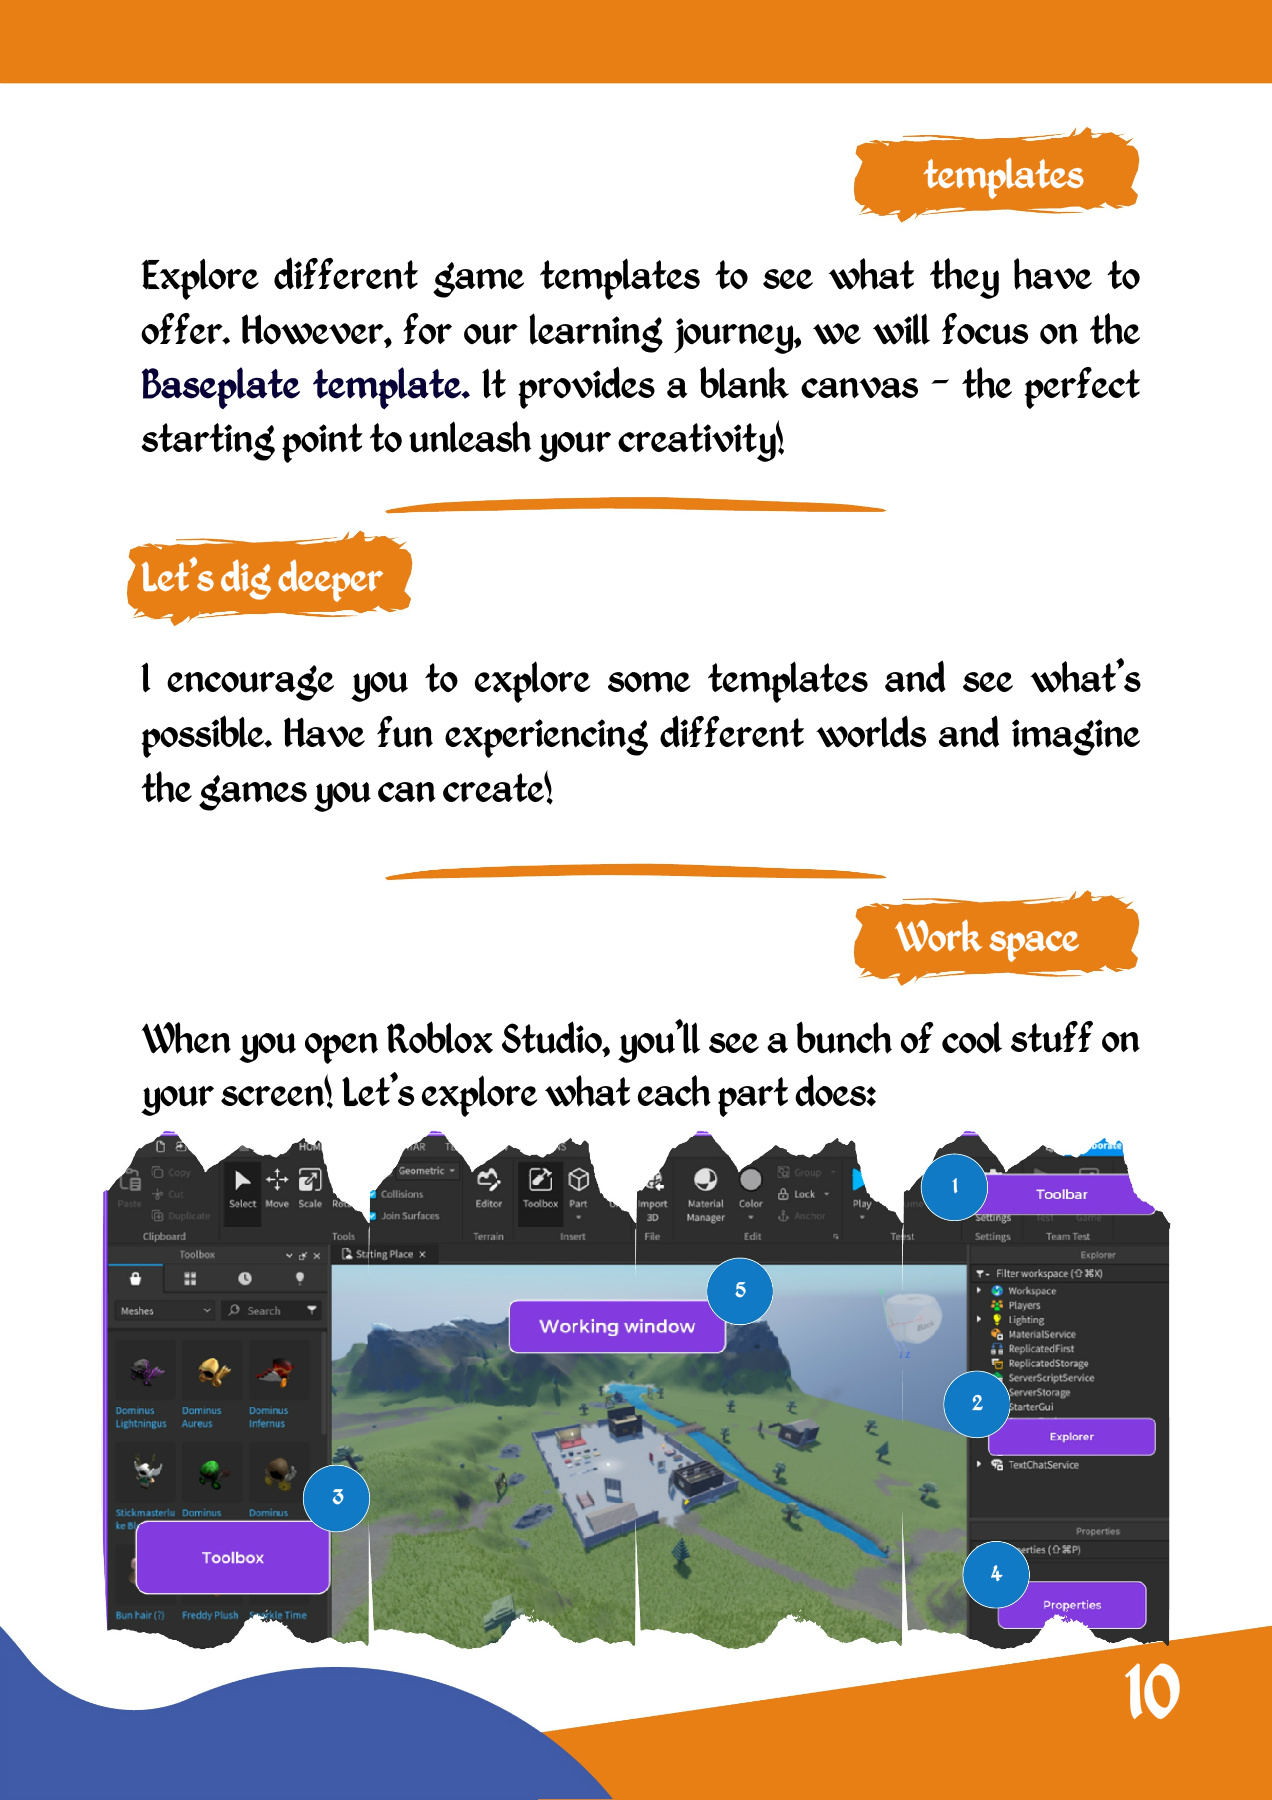 templates
Explore different game templates to see what they have to
offer. However, for our learning journey, we will focus on the
Baseplate template. It provides a blank canvas - the perfect
starting point to unleash your creativity!
Let's dig deeper
I encourage you to explore some templates and see what's
possible. Have fun experiencing different worlds and imagine
the games you can create!
Work space
When you open Roblox Studio, you'll see a bunch of cool stuff on
your screen! Let's explore what each part does:
Paste
Copy
Cut
Duplicate
Clipboard
Select
Move
Scale
Tools
Geometric
Collisions
Join Surfaces
Editor
Terrain
Toolbox
Part
Insert
Import
3D
File
Material
Manager
Color
Group
Lock
Anchor
Edit
Play
Test
1
Toolbar
Settings
Test
Game
Settings
Team Test
Toolbox
Meshes
Search
Dominus
Lightningus
Dominus
Aureus
Dominus
Infernus
Stickmasterlu
Dominus
Dominus
3
Toolbox
Bun hair (?)
Freddy Plush
Sparkle Time
Stating Place
5
Working window
Back
Explorer
Filter workspace (⇧⌘X)
Workspace
Players
Lighting
MaterialService
ReplicatedFirst
ReplicatedStorage
ServerScriptService
ServerStorage
StarterGui
2
Explorer
TextChatService
Properties
(⇧⌘P)
4
Properties
10